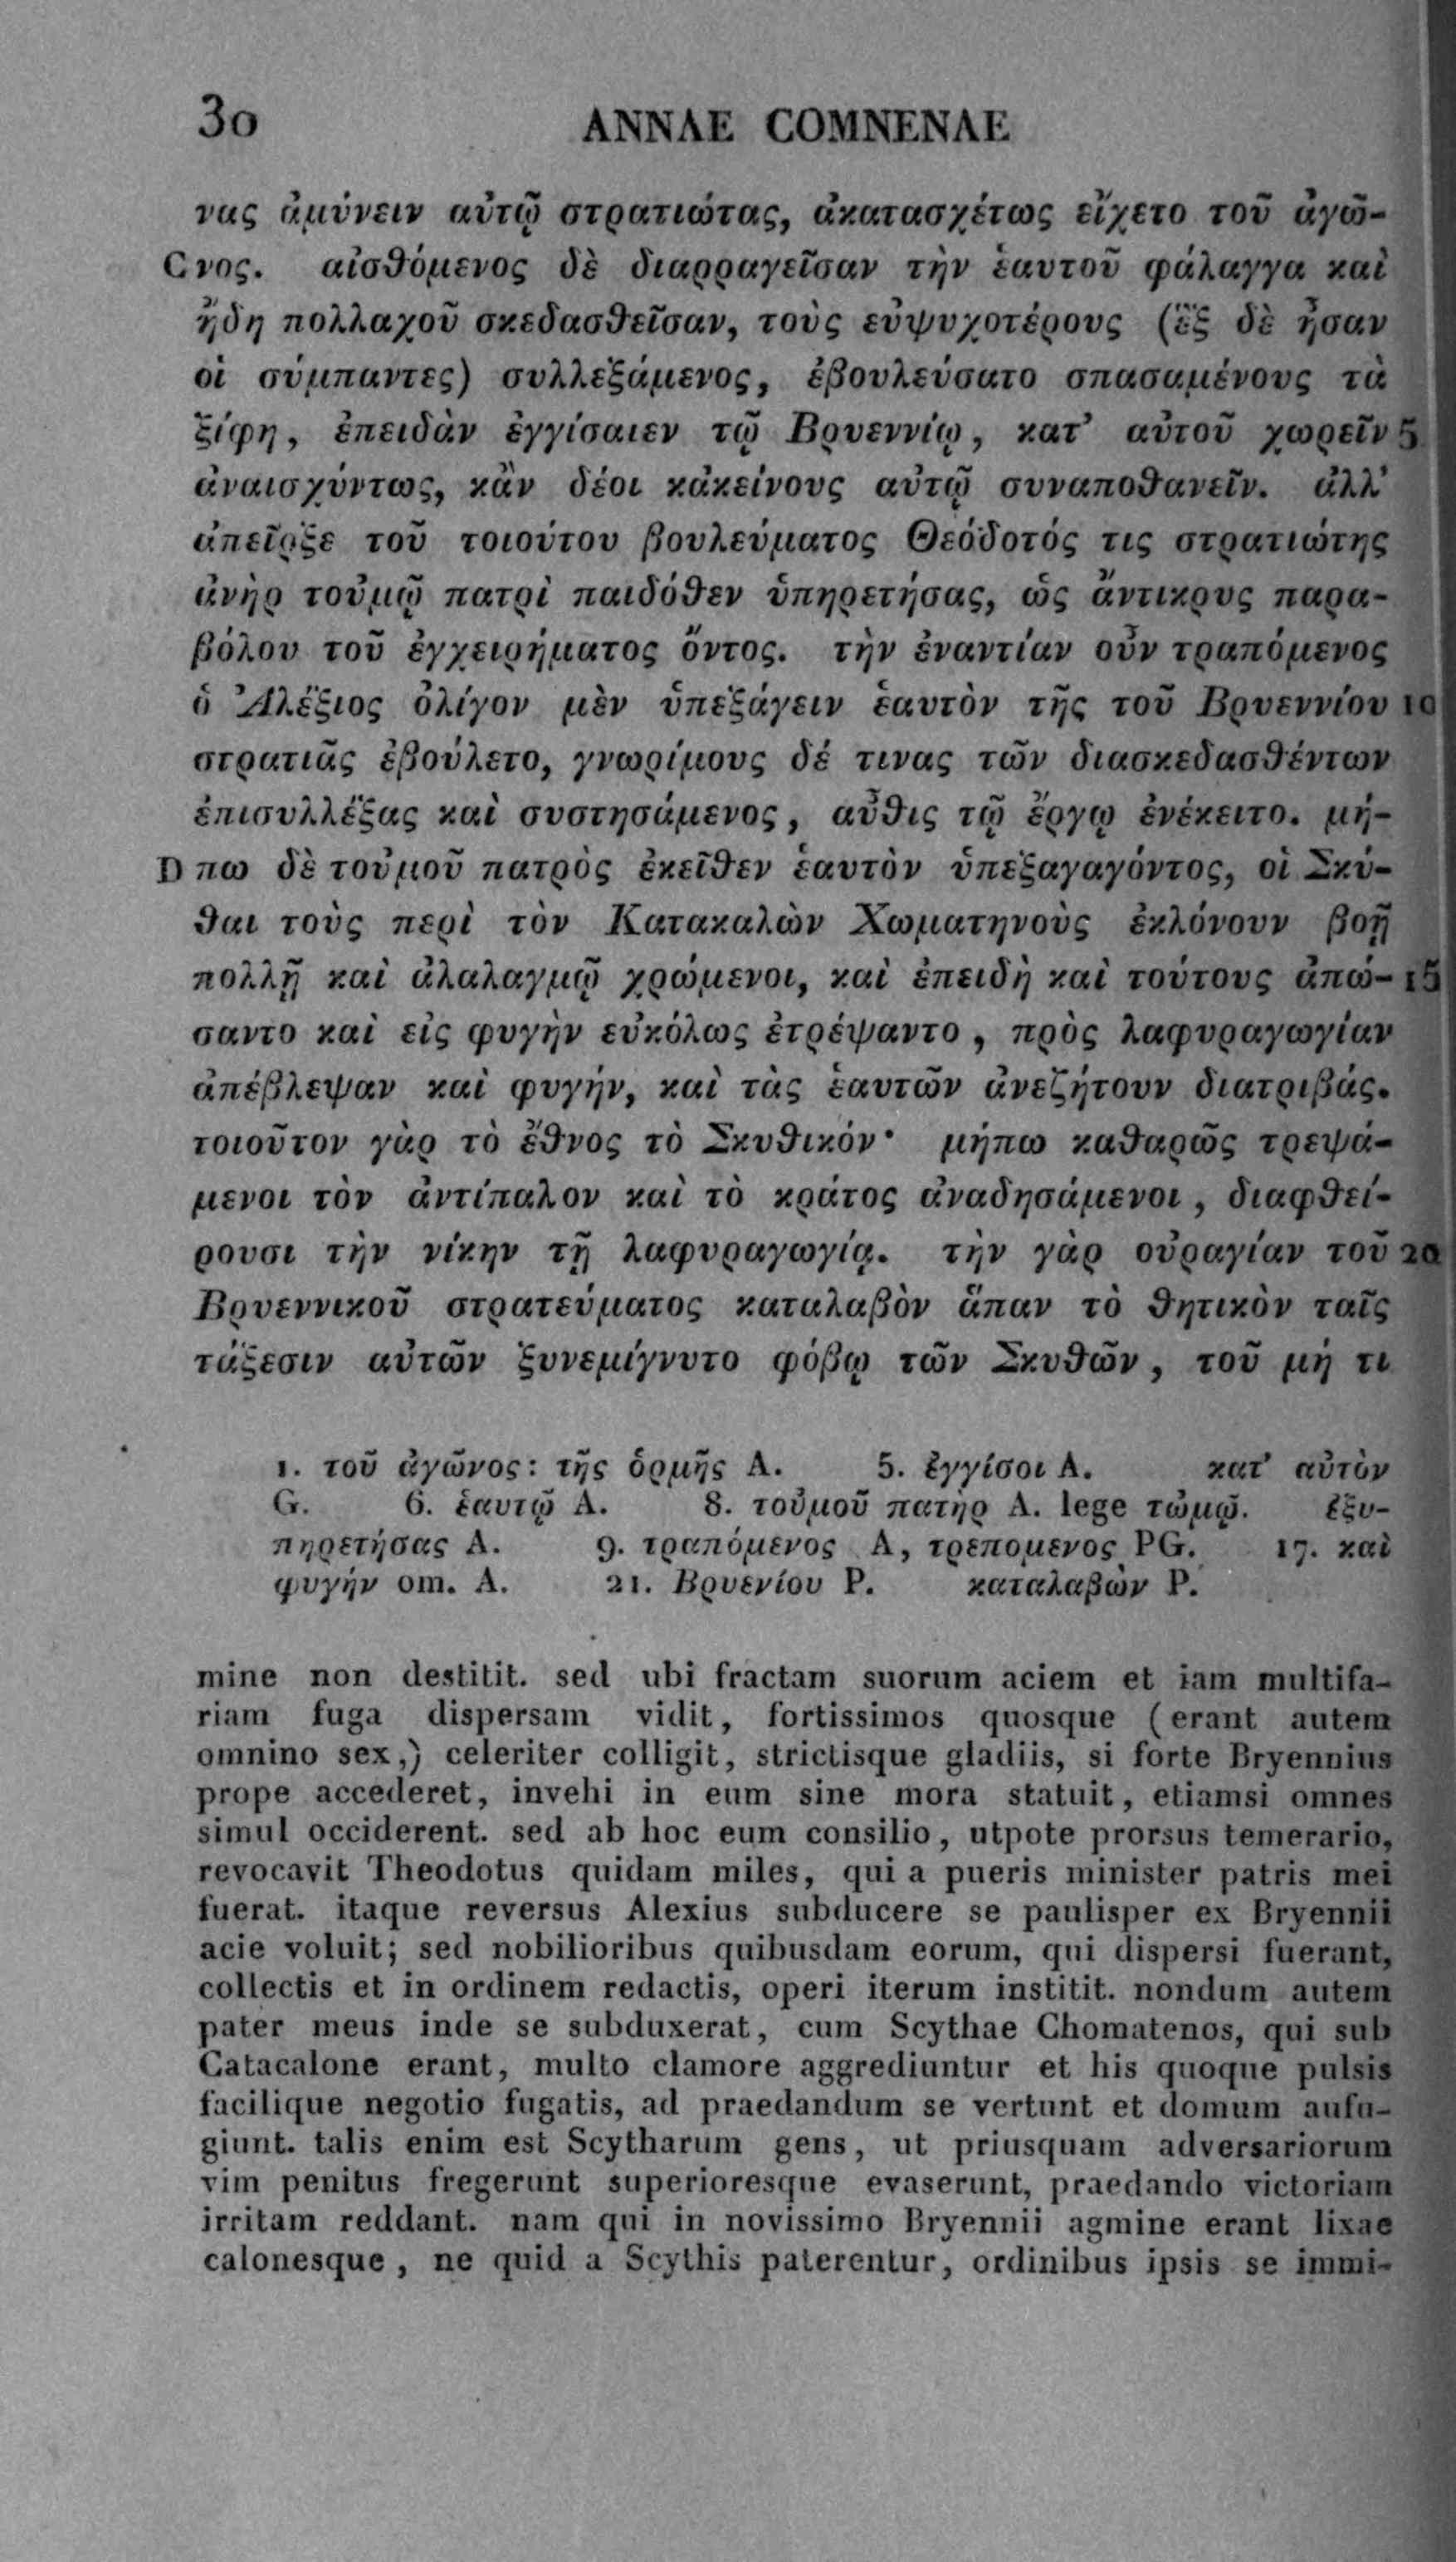 30 ANNAE COMNENAE
νας ἀμύνειν αὐτῷ στρατιώτας, ἀκατασχέτως εἴχετο τοῦ ἀγῶ-
C νος. αἰσθόμενος δὲ διαρραγεῖσαν τὴν ἑαυτοῦ φάλαγγα καὶ
ἤδη πολλαχοῦ σκεδασθεῖσαν, τοὺς εὐψυχοτέρους (ἓξ δὲ ἦσαν
οἱ σύμπαντες) συλλεξάμενος, ἐβουλεύσατο σπασαμένους τὰ
ξίφη, ἐπειδὰν ἐγγίσαιεν τῷ Βρυεννίῳ, κατ’ αὐτοῦ χωρεῖν 5
ἀναισχύντως, κἂν δέοι κἀκείνους αὐτῷ συναποθανεῖν. ἀλλ’
ἀπεῖρξε τοῦ τοιούτου βουλεύματος Θεόδοτός τις στρατιώτης
ἀνὴρ τοὐμῷ πατρὶ παιδόθεν ὑπηρετήσας, ὡς ἄντικρυς παρα-
βόλου τοῦ ἐγχειρήματος ὄντος. τὴν ἐναντίαν οὖν τραπόμενος
ὁ Ἀλέξιος ὀλίγον μὲν ὑπεξάγειν ἑαυτὸν τῆς τοῦ Βρυεννίου 10
στρατιᾶς ἐβούλετο, γνωρίμους δέ τινας τῶν διασκεδασθέντων
ἐπισυλλέξας καὶ συστησάμενος, αὖθις τῷ ἔργῳ ἐνέκειτο. μή-
D πω δὲ τοὐμοῦ πατρὸς ἐκεῖθεν ἑαυτὸν ὑπεξαγαγόντος, οἱ Σκύ-
θαι τοὺς περὶ τὸν Κατακαλὼν Χωματηνοὺς ἐκλόνουν βοῇ
πολλῇ καὶ ἀλαλαγμῷ χρώμενοι, καὶ ἐπειδὴ καὶ τούτους ἀπώ- 15
σαντο καὶ εἰς φυγὴν εὐκόλως ἐτρέψαντο, πρὸς λαφυραγωγίαν
ἀπέβλεψαν καὶ φυγήν, καὶ τὰς ἑαυτῶν ἀνεζήτουν διατριβάς.
τοιοῦτον γὰρ τὸ ἔθνος τὸ Σκυθικόν· μήπω καθαρῶς τρεψά-
μενοι τὸν ἀντίπαλον καὶ τὸ κράτος ἀναδησάμενοι, διαφθεί-
ρουσι τὴν νίκην τῇ λαφυραγωγίᾳ. τὴν γὰρ οὐραγίαν τοῦ 20
Βρυεννικοῦ στρατεύματος καταλαβὸν ἅπαν τὸ θητικὸν ταῖς
τάξεσιν αὐτῶν ξυνεμίγνυτο φόβῳ τῶν Σκυθῶν, τοῦ μή τι
1. τοῦ ἀγῶνος: τῆς ὁρμῆς A. 5. ἐγγίσοι A. κατ’ αὐτὸν
G. 6. ἑαυτῷ A. 8. τοὐμοῦ πατὴρ A. lege τὠμῷ. ἐξυ-
πηρετήσας A. 9. τραπόμενος A, τρεπομενος PG. 17. καὶ
φυγήν om. A. 21. Βρυενίου P. καταλαβὼν P.
mine non destitit. sed ubi fractam suorum aciem et iam multifa-
riam fuga dispersam vidit, fortissimos quosque (erant autem
omnino sex,) celeriter colligit, strictisque gladiis, si forte Bryennius
prope accederet, invehi in eum sine mora statuit, etiamsi omnes
simul occiderent. sed ab hoc eum consilio, utpote prorsus temerario,
revocavit Theodotus quidam miles, qui a pueris minister patris mei
fuerat. itaque reversus Alexius subducere se paulisper ex Bryennii
acie voluit; sed nobilioribus quibusdam eorum, qui dispersi fuerant,
collectis et in ordinem redactis, operi iterum institit. nondum autem
pater meus inde se subduxerat, cum Scythae Chomatenos, qui sub
Catacalone erant, multo clamore aggrediuntur et his quoque pulsis
facilique negotio fugatis, ad praedandum se vertunt et domum aufu-
giunt. talis enim est Scytharum gens, ut priusquam adversariorum
vim penitus fregerunt superioresque evaserunt, praedando victoriam
irritam reddant. nam qui in novissimo Bryennii agmine erant lixae
calonesque, ne quid a Scythis paterentur, ordinibus ipsis se immi-